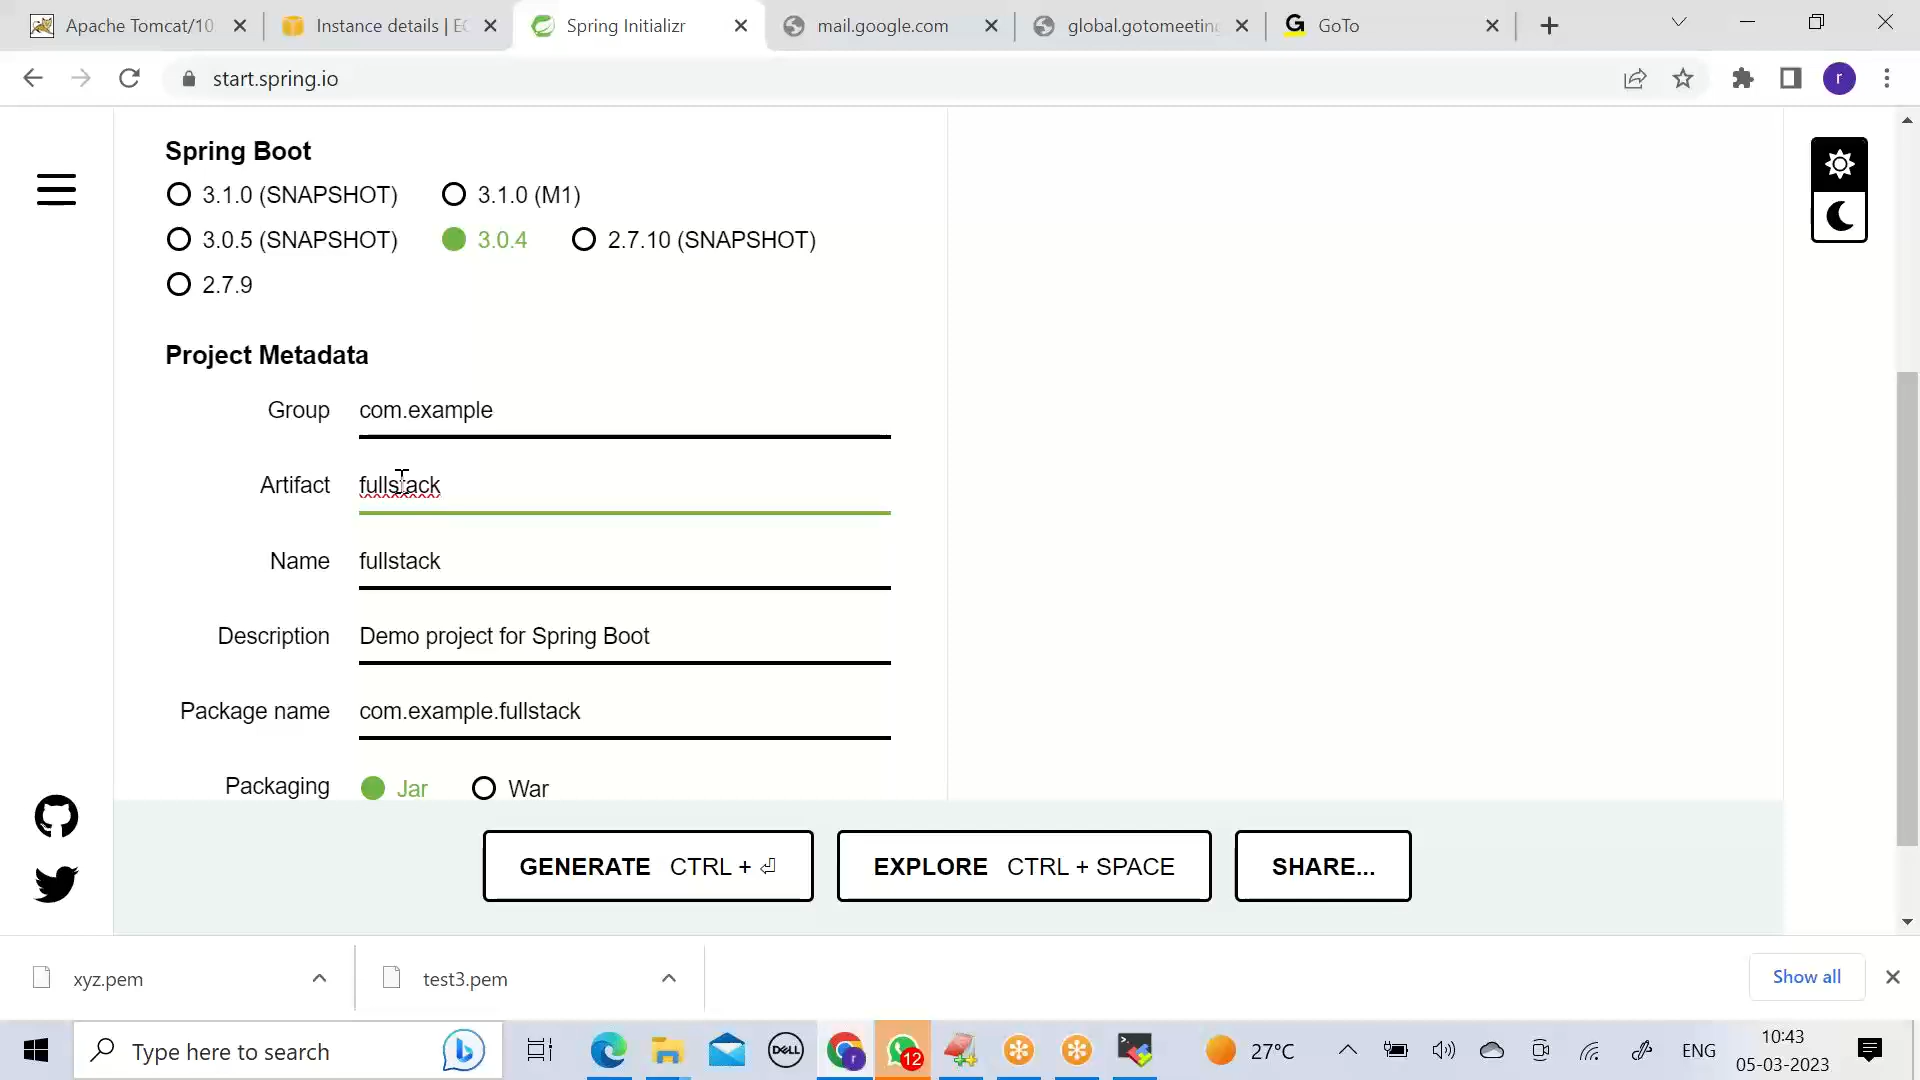 Apache Tomcat/10
Instance details | EC
Spring Initializr
mail.google.com
global.gotomeeting
G GoTo
start.spring.io
r
Spring Boot
3.1.0 (SNAPSHOT) 3.1.0 (M1)
3.0.5 (SNAPSHOT) 3.0.4 2.7.10 (SNAPSHOT)
2.7.9
Project Metadata
Group com.example
Artifact fullstack
Name fullstack
Description Demo project for Spring Boot
Package name com.example.fullstack
Packaging Jar War
GENERATE CTRL + ⏎ EXPLORE CTRL + SPACE SHARE...
xyz.pem test3.pem Show all
Type here to search DELL r 12 27°C ENG 10:43
05-03-2023